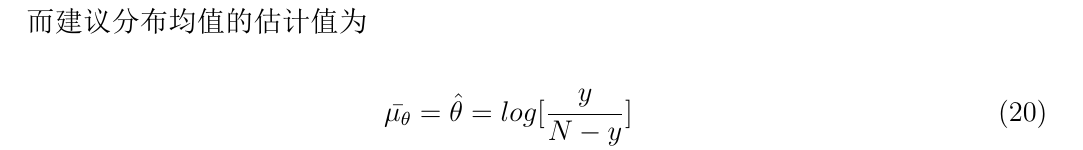 而建议分布均值的估计值为
$\bar{\mu_\theta} = \hat{\theta} = log[\frac{y}{N-y}]$ (20)